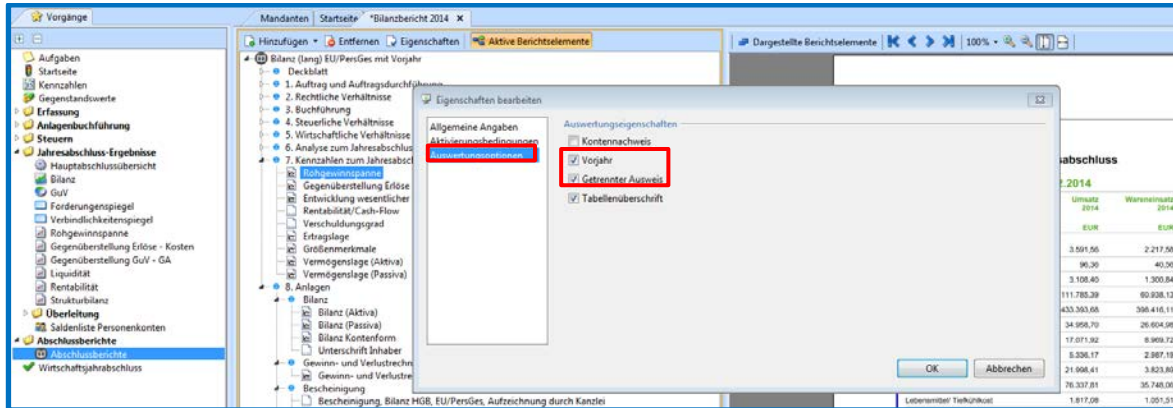 Vorgänge
Mandanten Startseite *Bilanzbericht 2014
Hinzufügen Entfernen Eigenschaften Aktive Berichtselemente
Dargestellte Berichtselemente 100%
Aufgaben
Startseite
Kennzahlen
Gegenstandswerte
Erfassung
Anlagenbuchführung
Steuern
Jahresabschluss-Ergebnisse
Hauptabschlussübersicht
Bilanz
GuV
Forderungenspiegel
Verbindlichkeitenspiegel
Rohgewinnspanne
Gegenüberstellung Erlöse - Kosten
Gegenüberstellung GuV - GA
Liquidität
Rentabilität
Strukturbilanz
Überleitung
Saldenliste Personenkonten
Abschlussberichte
Abschlussberichte
Wirtschaftsjahrabschluss
Bilanz (lang) EU/PersGes mit Vorjahr
Deckblatt
1. Auftrag und Auftragsdurchführung
2. Rechtliche Verhältnisse
3. Buchführung
4. Steuerliche Verhältnisse
5. Wirtschaftliche Verhältnisse
6. Analyse zum Jahresabschlus
7. Kennzahlen zum Jahresabsc
Rohgewinnspanne
Gegenüberstellung Erlöse
Entwicklung wesentlicher
Rentabilität/Cash-Flow
Verschuldungsgrad
Ertragslage
Größenmerkmale
Vermögenslage (Aktiva)
Vermögenslage (Passiva)
8. Anlagen
Bilanz
Bilanz (Aktiva)
Bilanz (Passiva)
Bilanz Kontenform
Unterschrift Inhaber
Gewinn- und Verlustrechn
Gewinn- und Verlustre
Bescheinigung
Bescheinigung, Bilanz HGB, EU/PersGes, Aufzeichnung durch Kanzlei
Eigenschaften bearbeiten
Allgemeine Angaben
Aktivierungsbedingungen
Auswertungsoptionen
Auswertungseigenschaften
Kontennachweis
Vorjahr
Getrennter Ausweis
Tabellenüberschrift
OK Abbrechen
sabschluss
2.2014
Umsatz Wareneinsatz
2014 2014
EUR EUR
3.591,56 2.217,58
96,36 40,56
3.108,40 1.300,84
111.785,39 60.938,13
433.393,68 398.416,11
34.958,70 26.604,98
17.071,92 8.969,72
5.336,17 2.987,19
21.998,41 3.823,80
76.337,81 35.748,06
Lebensmittel/ Tiefkühlkost 1.817,08 1.051,51